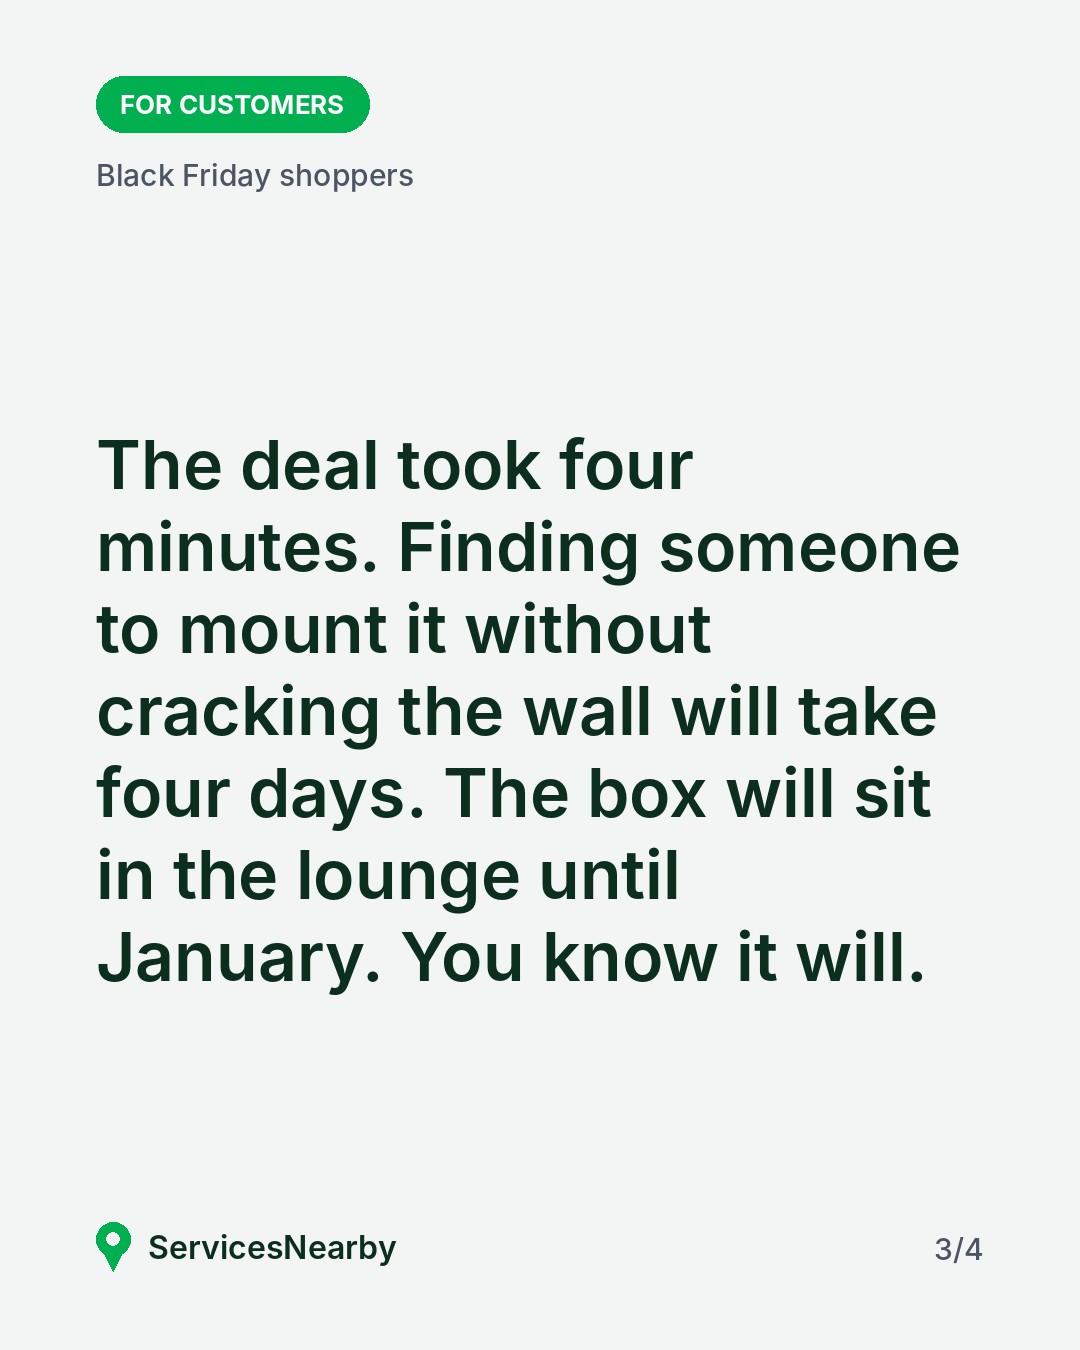 FOR CUSTOMERS
Black Friday shoppers
The deal took four
minutes. Finding someone
to mount it without
cracking the wall will take
four days. The box will sit
in the lounge until
January. You know it will.
ServicesNearby
3/4